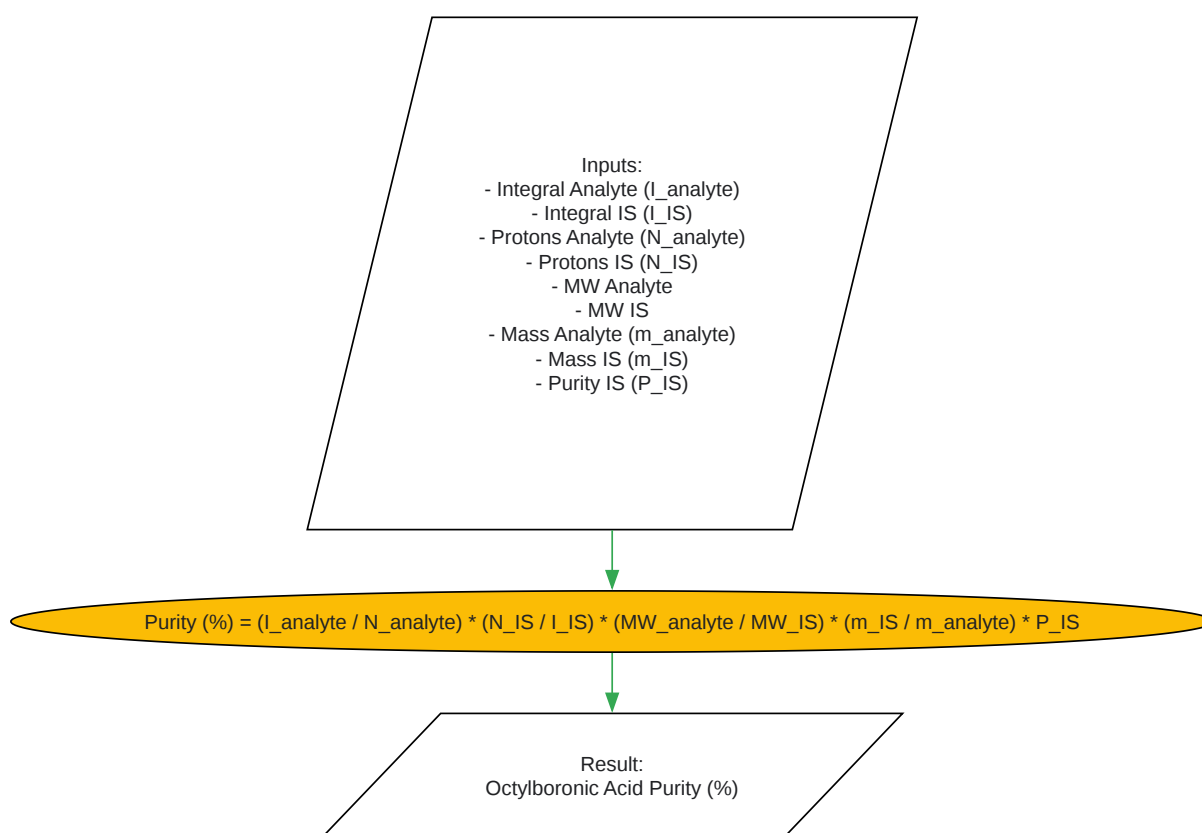 Inputs:
- Integral Analyte (I_analyte)
- Integral IS (I_IS)
- Protons Analyte (N_analyte)
- Protons IS (N_IS)
- MW Analyte
- MW IS
- Mass Analyte (m_analyte)
- Mass IS (m_IS)
- Purity IS (P_IS)
Purity (%) = (I_analyte / N_analyte) * (N_IS / I_IS) * (MW_analyte / MW_IS) * (m_IS / m_analyte) * P_IS
Result:
Octylboronic Acid Purity (%)